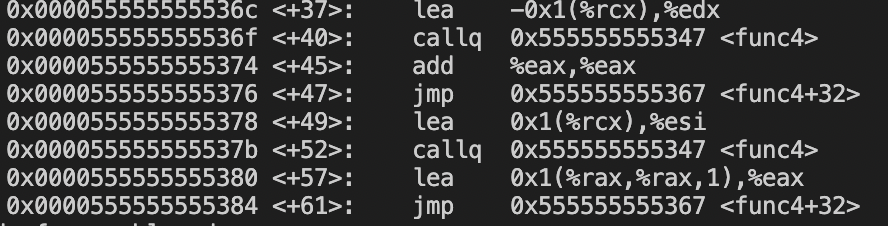 0x000055555555536c <+37>: lea -0x1(%rcx),%edx
0x000055555555536f <+40>: callq 0x555555555347 <func4>
0x0000555555555374 <+45>: add %eax,%eax
0x0000555555555376 <+47>: jmp 0x555555555367 <func4+32>
0x0000555555555378 <+49>: lea 0x1(%rcx),%esi
0x000055555555537b <+52>: callq 0x555555555347 <func4>
0x0000555555555380 <+57>: lea 0x1(%rax,%rax,1),%eax
0x0000555555555384 <+61>: jmp 0x555555555367 <func4+32>